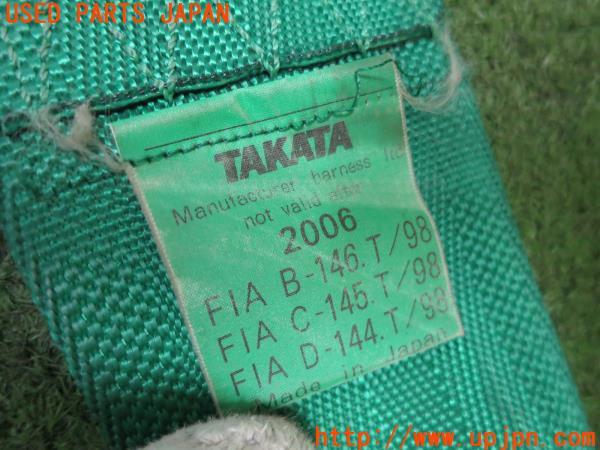 USED PARTS JAPAN
TAKATA
Manufacturer harness
not valid after
2006
FIA B-146.T/98
FIA C-145.T/98
FIA D-144.T/98
Made in Japan
http://www.upjpn.com/